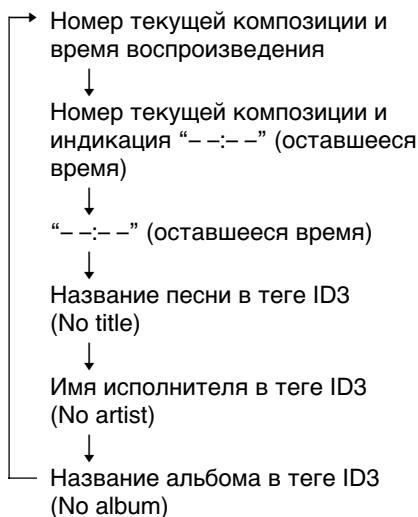 Номер текущей композиции и
время воспроизведения
Номер текущей композиции и
индикация “– –:– –” (оставшееся
время)
“– –:– –” (оставшееся время)
Название песни в теге ID3
(No title)
Имя исполнителя в теге ID3
(No artist)
Название альбома в теге ID3
(No album)